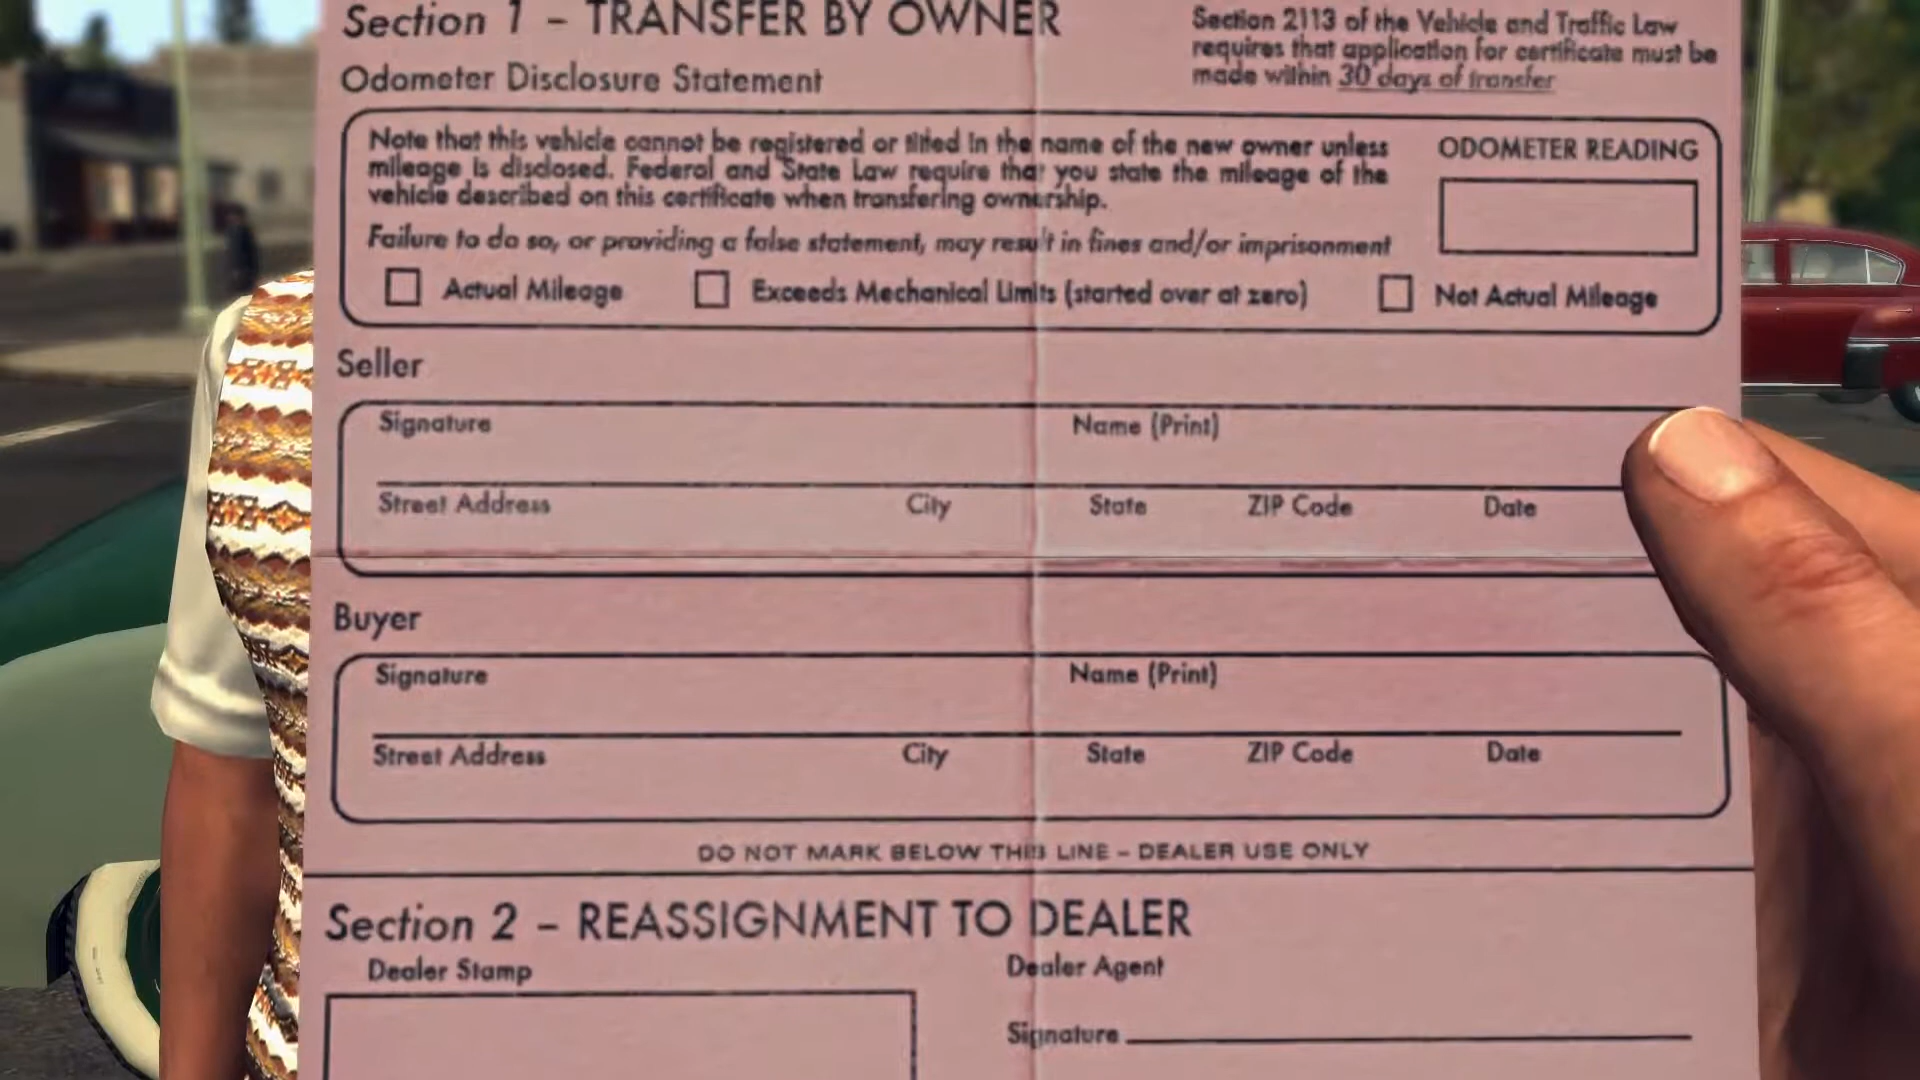 Section 1 – TRANSFER BY OWNER
Section 2113 of the Vehicle and Traffic Law
requires that application for certificate must be
made within 30 days of transfer
Odometer Disclosure Statement
Note that this vehicle cannot be registered or titled in the name of the new owner unless
mileage is disclosed. Federal and State Law require that you state the mileage of the
vehicle described on this certificate when transfering ownership.
Failure to do so, or providing a false statement, may result in fines and/or imprisonment
ODOMETER READING
Actual Mileage Exceeds Mechanical Limits (started over at zero) Not Actual Mileage
Seller
Signature Name (Print)
Street Address City State ZIP Code Date
Buyer
Signature Name (Print)
Street Address City State ZIP Code Date
DO NOT MARK BELOW THIS LINE – DEALER USE ONLY
Section 2 – REASSIGNMENT TO DEALER
Dealer Stamp Dealer Agent
Signature